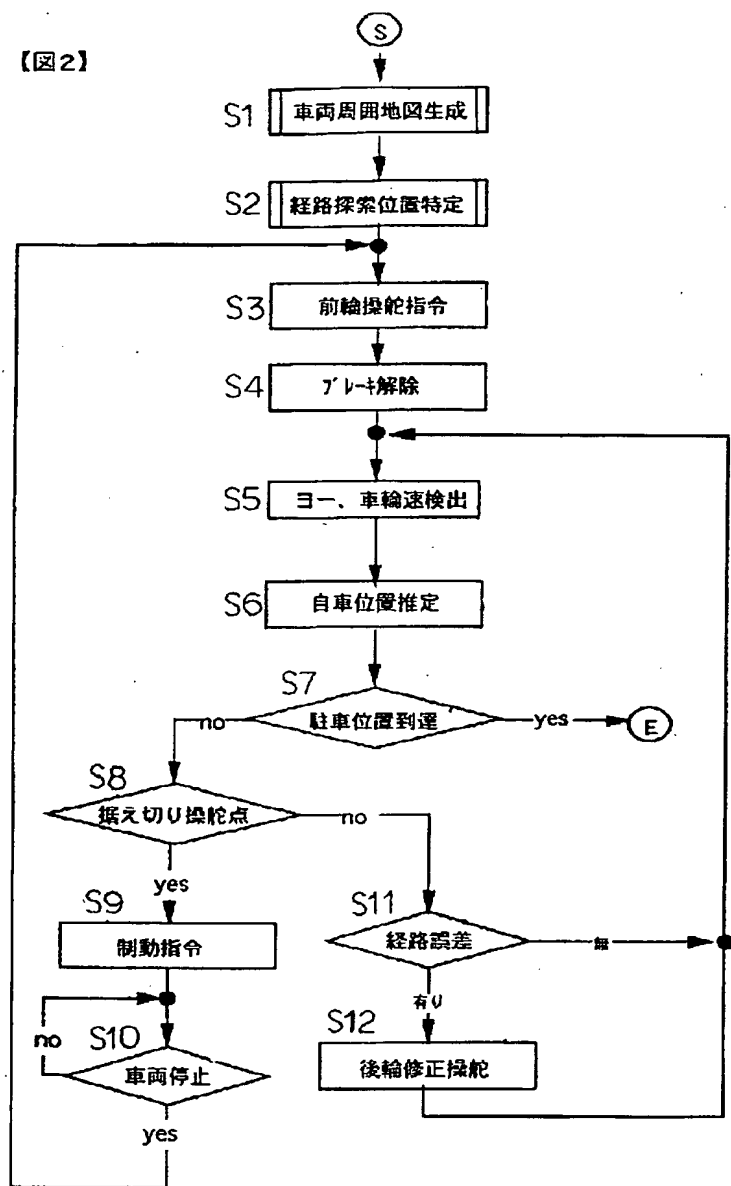 S
【図2】
S1
車両周囲地図生成
S2
経路探索位置特定
S3
前輪操舵指令
S4
ブレーキ解除
S5
ヨー、車輪速検出
S6
自車位置推定
S7
駐車位置到達
no
yes
E
S8
据え切り操舵点
no
yes
S9
制動指令
S11
経路誤差
無
有り
no
S10
車両停止
yes
S12
後輪修正操舵